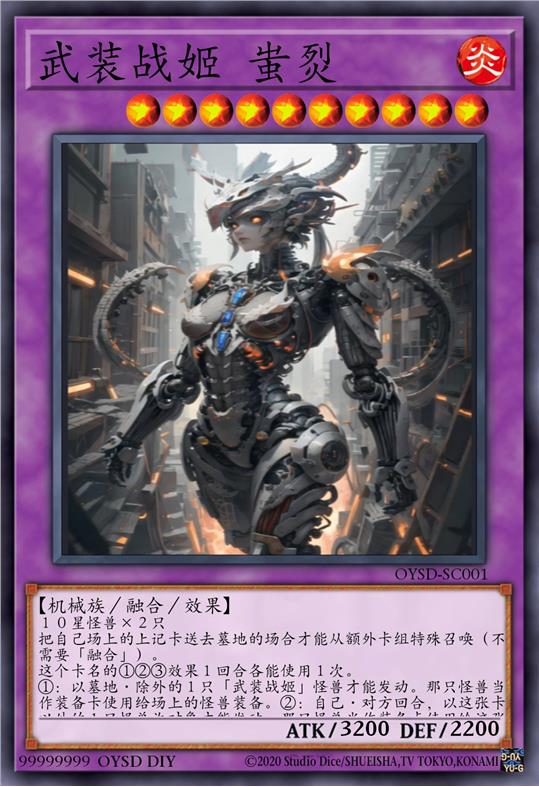 武装战姬 蚩烈
炎
OYSD-SC001
【机械族／融合／效果】
１０星怪兽×２只
把自己场上的上记卡送去墓地的场合才能从额外卡组特殊召唤（不
需要「融合」）。
这个卡名的①②③效果１回合各能使用１次。
①：以墓地·除外的１只「武装战姬」怪兽才能发动。那只怪兽当
作装备卡使用给场上的怪兽装备。②：自己·对方回合，以这张卡
ATK/3200 DEF/2200
99999999 OYSD DIY ©2020 Studio Dice/SHUEISHA,TV TOKYO,KONAMI